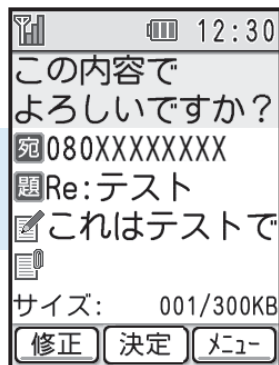 12:30
この内容で
よろしいですか？
宛080XXXXXXXX
題Re:テスト
これはテストで
サイズ: 001/300KB
修正 決定 ﾒﾆｭｰ